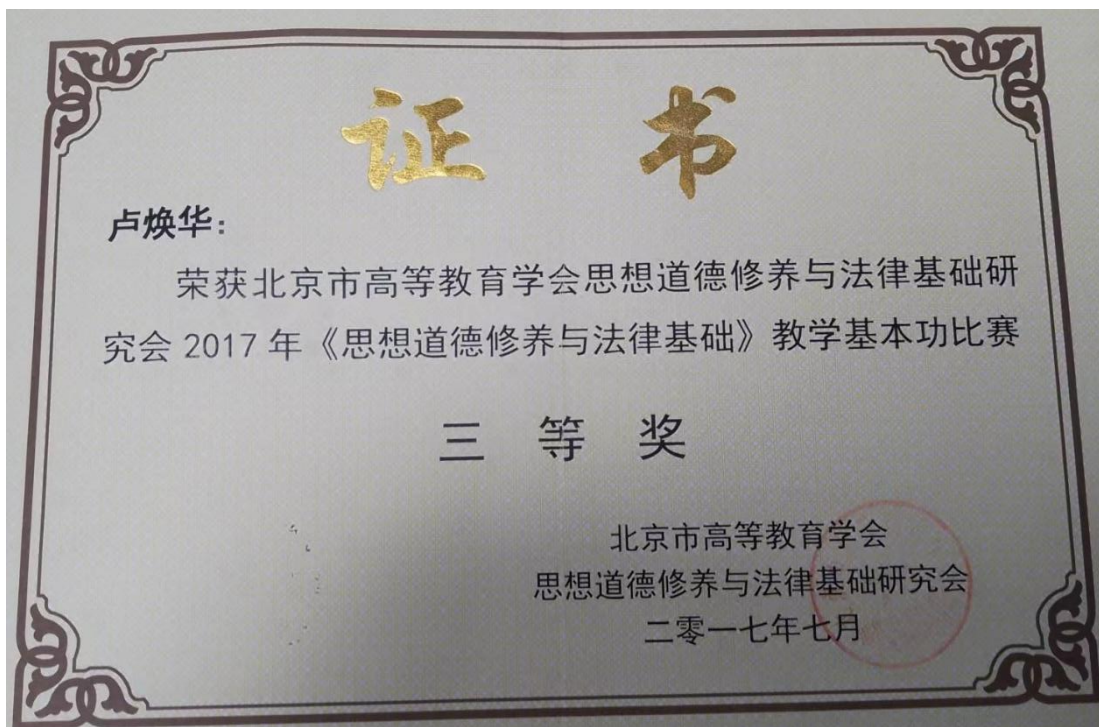 证 书
卢焕华：
荣获北京市高等教育学会思想道德修养与法律基础研
究会 2017 年《思想道德修养与法律基础》教学基本功比赛
三 等 奖
北京市高等教育学会
思想道德修养与法律基础研究会
二零一七年七月